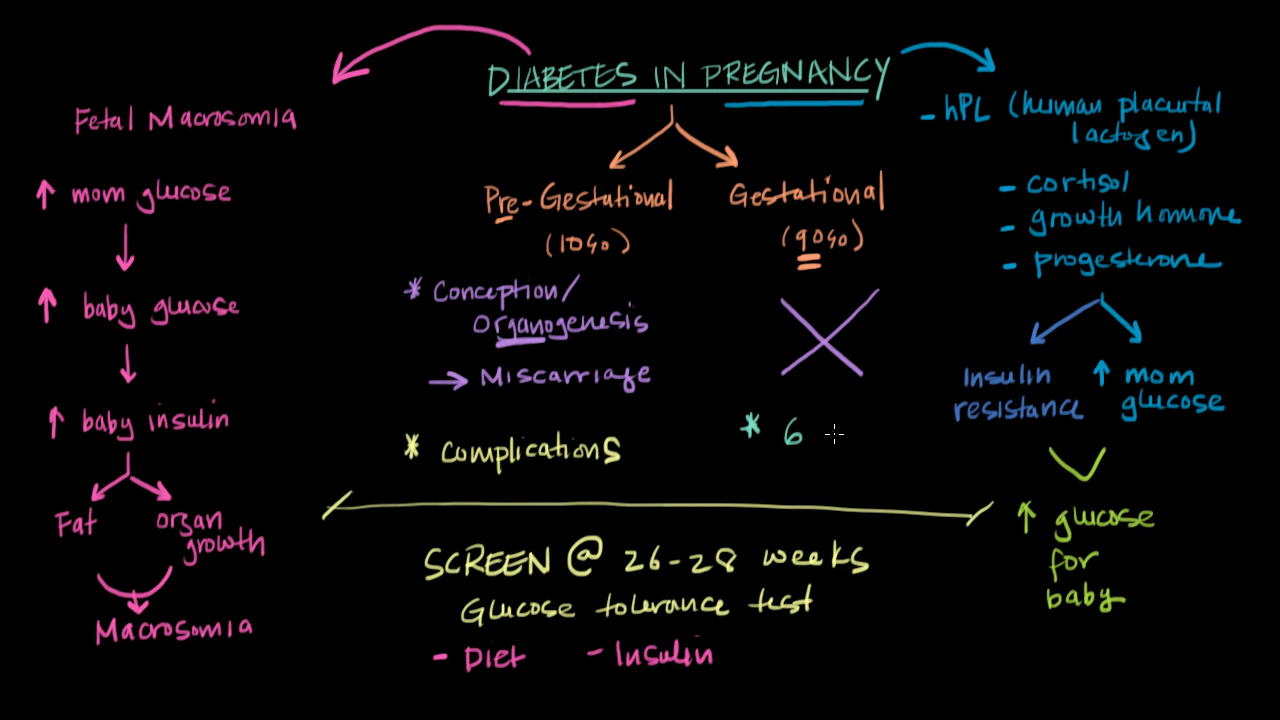 DIABETES IN PREGNANCY
Fetal Macrosomia
↑ mom glucose
↑ baby glucose
↑ baby insulin
Fat
organ
growth
Macrosomia
Pre-Gestational
(10%)
* Conception/
Organogenesis
→ Miscarriage
* Complications
Gestational
(90%)
* 6
SCREEN @ 26-28 weeks
Glucose tolerance test
- Diet - Insulin
- hPL (human placental
lactogen)
- cortisol
- growth hormone
- progesterone
Insulin
resistance
↑ mom
glucose
↑ glucose
for
baby